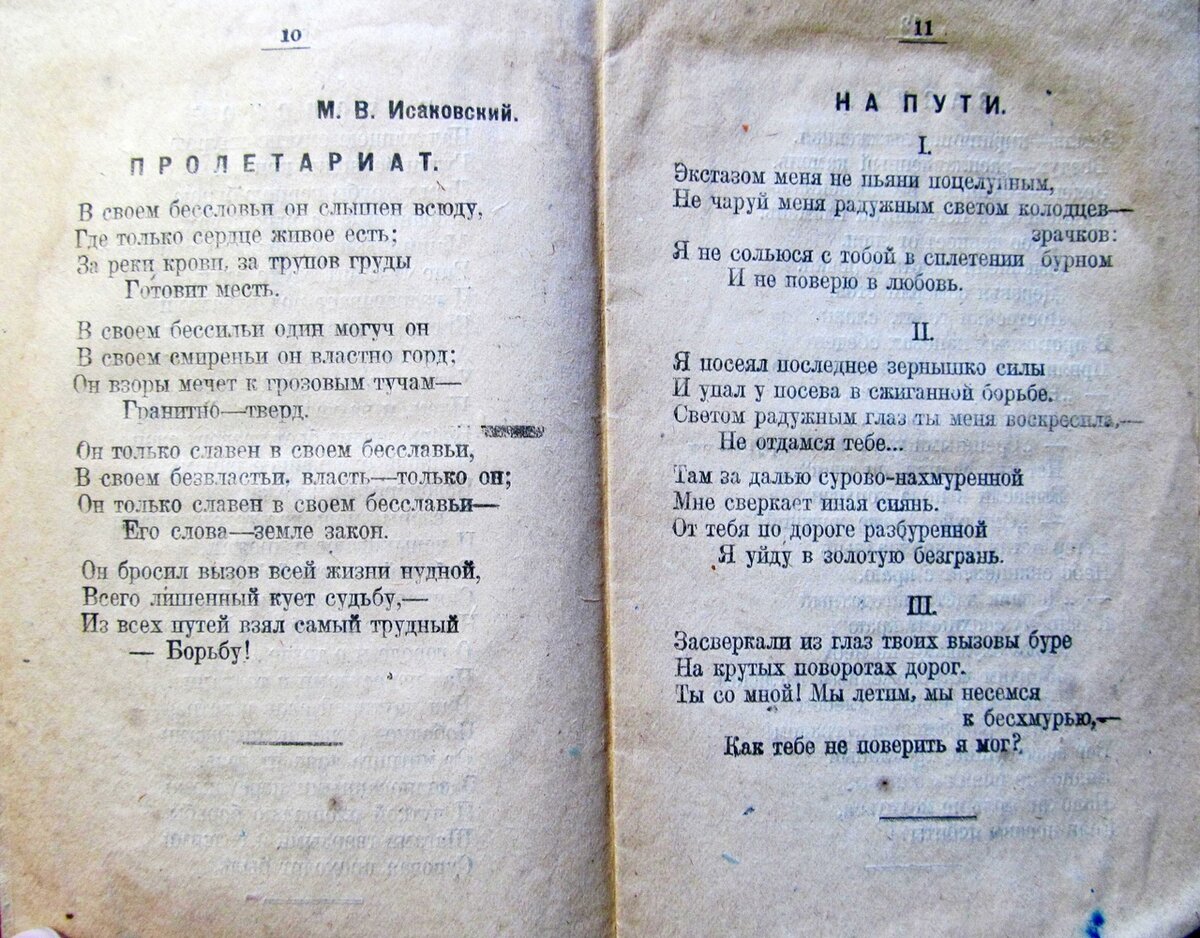 10
М. В. Исаковский.
ПРОЛЕТАРИАТ.
В своем бессловьи он слышен всюду,
Где только сердце живое есть;
За реки крови, за трупов груды
Готовит месть.
В своем бессильи один могуч он
В своем смиреньи он властно горд;
Он взоры мечет к грозовым тучам—
Гранитно—тверд.
Он только славен в своем бесславьи,
В своем безвластьи, власть—только он;
Он только славен в своем бесславьи—
Его слова—земле закон.
Он бросил вызов всей жизни нудной,
Всего лишенный кует судьбу,—
Из всех путей взял самый трудный
— Борьбу!
11
НА ПУТИ.
I.
Экстазом меня не пьяни поцелуйным,
Не чаруй меня радужным светом колодцев—
зрачков:
Я не сольюся с тобой в сплетении бурном
И не поверю в любовь.
II.
Я посеял последнее зернышко силы
И упал у посева в сжиганной борьбе.
Светом радужным глаз ты меня воскресила,—
Не отдамся тебе...
Там за далью сурово-нахмуренной
Мне сверкает иная сиянь.
От тебя по дороге разбуренной
Я уйду в золотую безгрань.
III.
Засверкали из глаз твоих вызовы буре
На крутых поворотах дорог.
Ты со мной! Мы летим, мы несемся
к бесхмурью,—
Как тебе не поверить я мог?